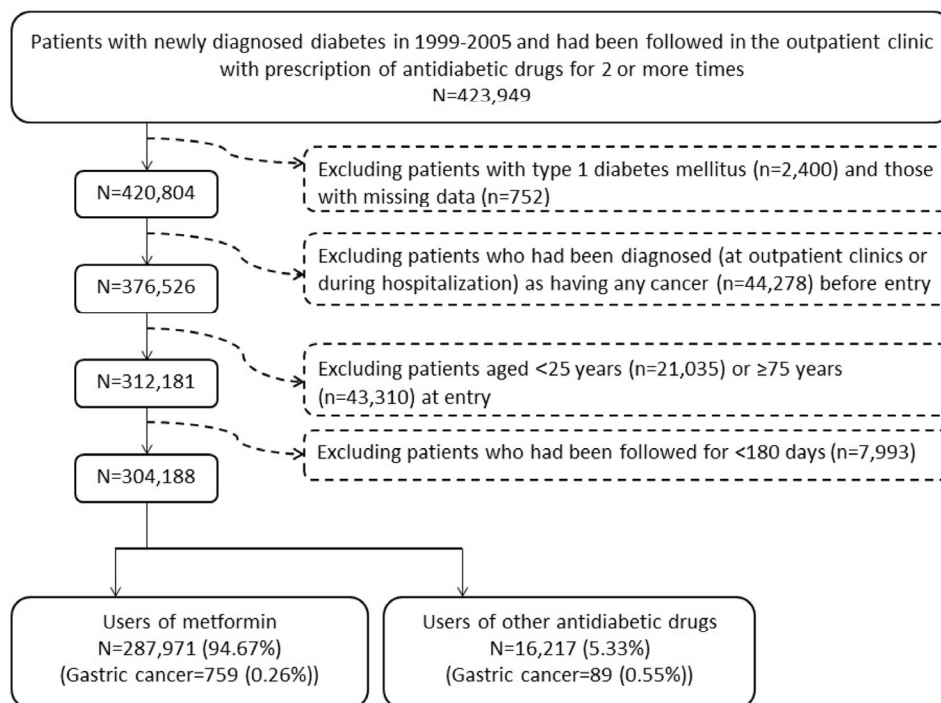 Patients with newly diagnosed diabetes in 1999-2005 and had been followed in the outpatient clinic
with prescription of antidiabetic drugs for 2 or more times
N=423,949
Excluding patients with type 1 diabetes mellitus (n=2,400) and those
with missing data (n=752)
N=420,804
Excluding patients who had been diagnosed (at outpatient clinics or
during hospitalization) as having any cancer (n=44,278) before entry
N=376,526
Excluding patients aged <25 years (n=21,035) or ≥75 years
(n=43,310) at entry
N=312,181
Excluding patients who had been followed for <180 days (n=7,993)
N=304,188
Users of metformin
N=287,971 (94.67%)
(Gastric cancer=759 (0.26%))
Users of other antidiabetic drugs
N=16,217 (5.33%)
(Gastric cancer=89 (0.55%))